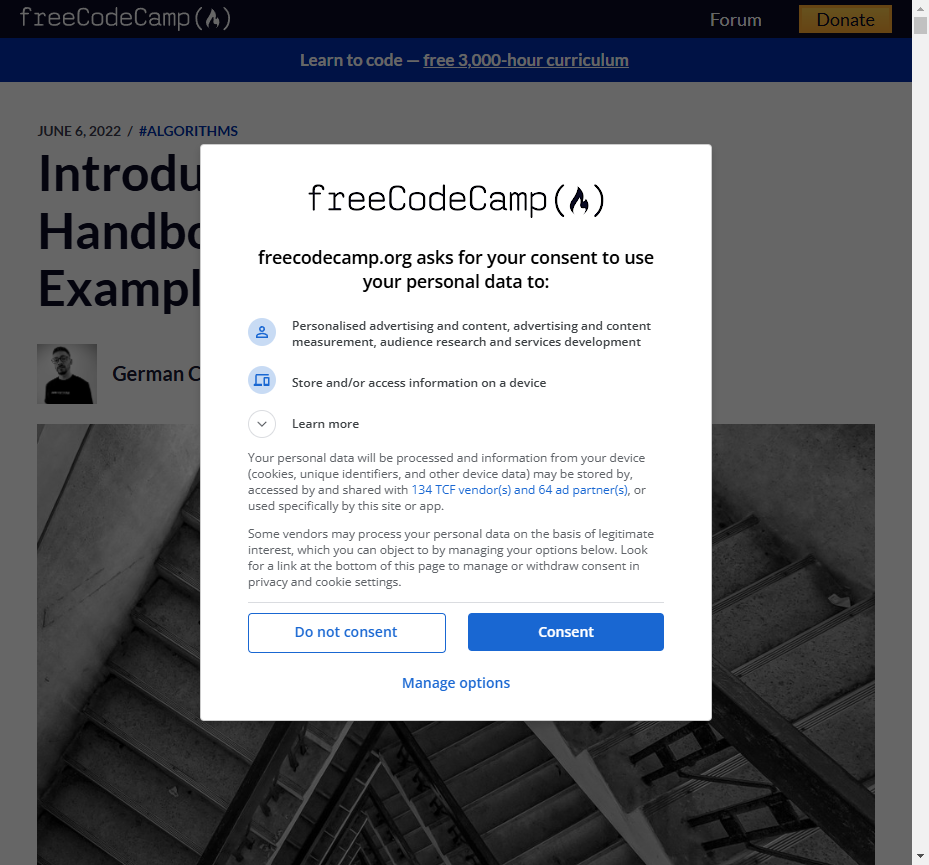 freeCodeCamp
Forum
Donate
Learn to code — free 3,000-hour curriculum
JUNE 6, 2022 / #ALGORITHMS
Introdu
Handbo
Exampl
German C
freeCodeCamp
freecodecamp.org asks for your consent to use
your personal data to:
Personalised advertising and content, advertising and content
measurement, audience research and services development
Store and/or access information on a device
Learn more
Your personal data will be processed and information from your device
(cookies, unique identifiers, and other device data) may be stored by,
accessed by and shared with 134 TCF vendor(s) and 64 ad partner(s), or
used specifically by this site or app.
Some vendors may process your personal data on the basis of legitimate
interest, which you can object to by managing your options below. Look
for a link at the bottom of this page to manage or withdraw consent in
privacy and cookie settings.
Do not consent
Consent
Manage options